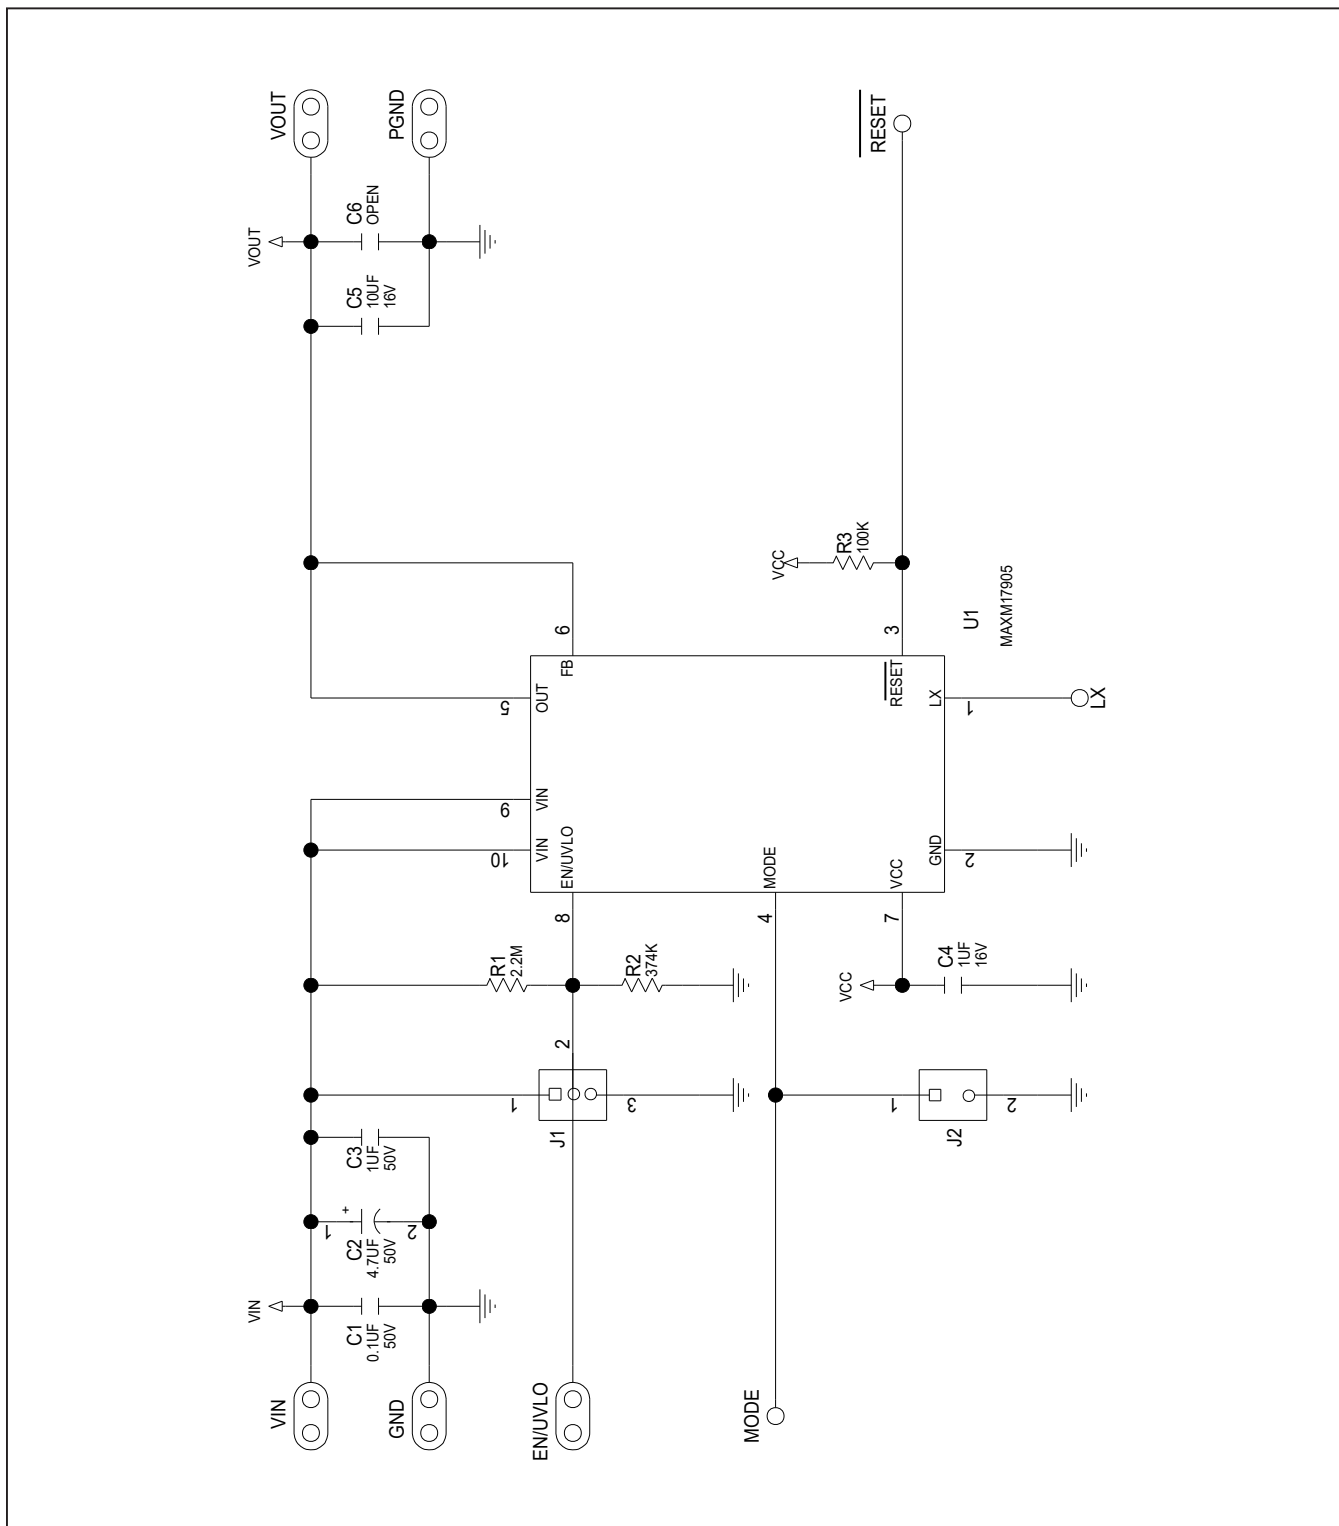 VIN
GND
VIN
C1
0.1UF
50V
1
+
C2
4.7UF
50V
2
C3
1UF
50V
EN/UVLO
1
J1
2
3
R1
2.2M
R2
374K
MODE
1
J2
2
VCC
C4
1UF
16V
10
VIN
9
VIN
5
OUT
8
EN/UVLO
6
FB
4
MODE
7
VCC
2
GND
1
LX
3
RESET
U1
MAXM17905
LX
VCC
R3
100K
RESET
C5
10UF
16V
VOUT
C6
OPEN
VOUT
PGND